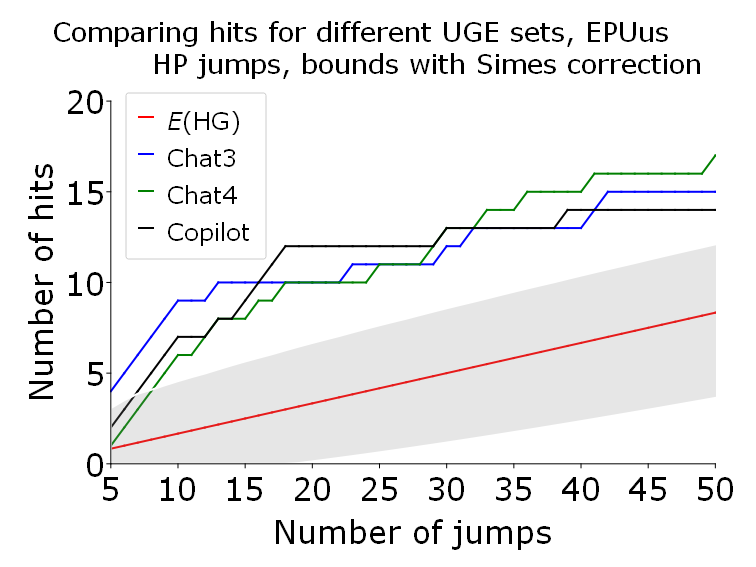 Comparing hits for different UGE sets, EPUus
HP jumps, bounds with Simes correction
Number of hits
20
15
10
5
0
E(HG)
Chat3
Chat4
Copilot
5 10 15 20 25 30 35 40 45 50
Number of jumps